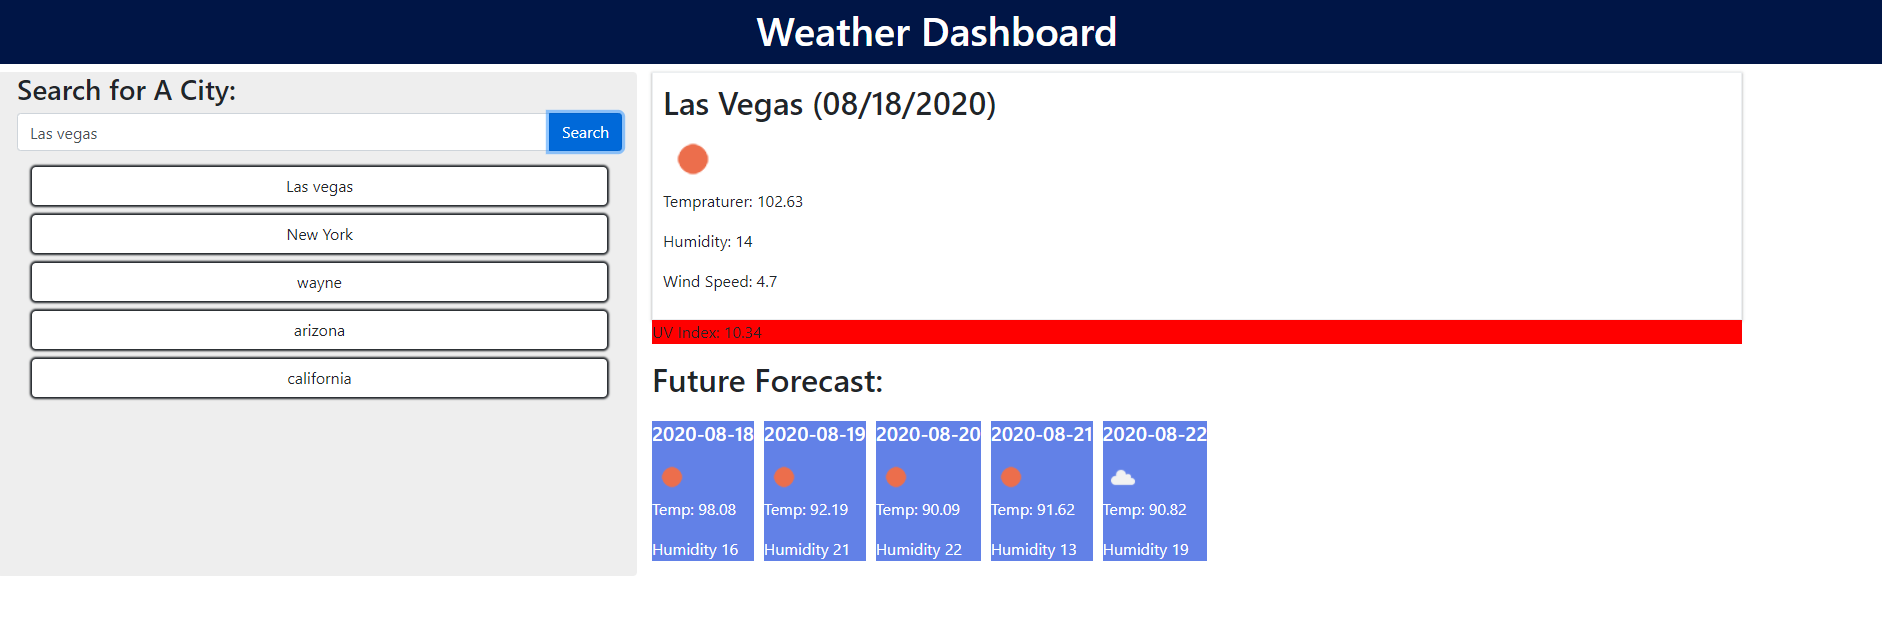 Weather Dashboard
Search for A City:
Las vegas
Search
Las vegas
New York
wayne
arizona
california
Las Vegas (08/18/2020)
Tempraturer: 102.63
Humidity: 14
Wind Speed: 4.7
UV Index: 10.34
Future Forecast:
2020-08-18
Temp: 98.08
Humidity 16
2020-08-19
Temp: 92.19
Humidity 21
2020-08-20
Temp: 90.09
Humidity 22
2020-08-21
Temp: 91.62
Humidity 13
2020-08-22
Temp: 90.82
Humidity 19